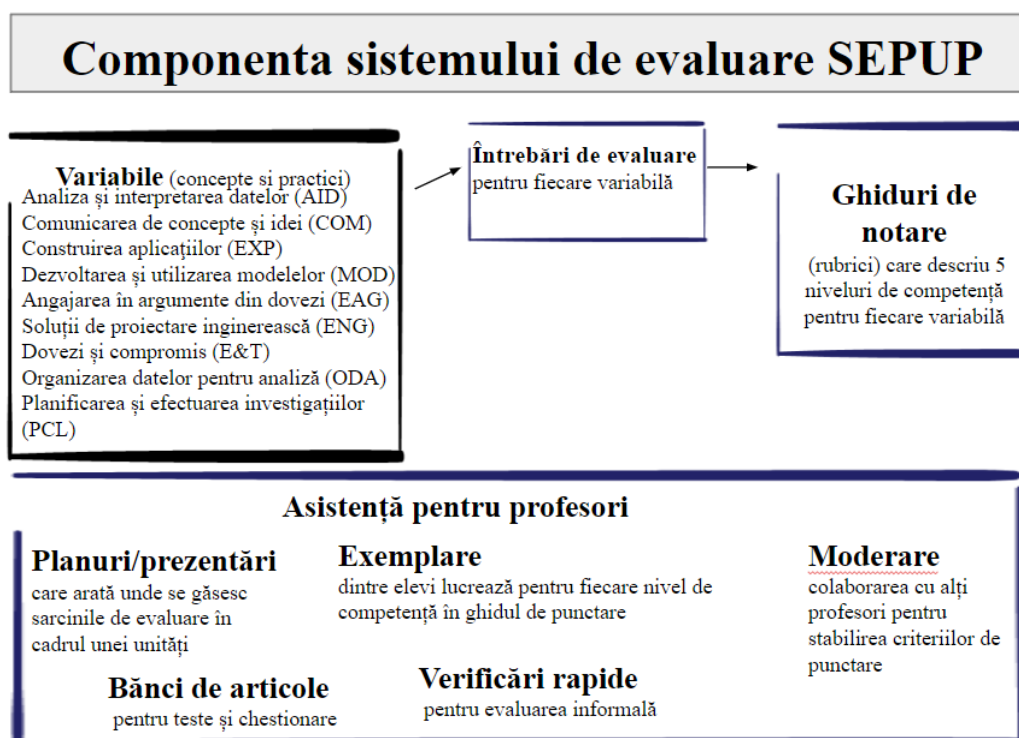 Componenta sistemului de evaluare SEPUP
Variabile (concepte si practici)
Analiza și interpretarea datelor (AID)
Comunicarea de concepte și idei (COM)
Construirea aplicațiilor (EXP)
Dezvoltarea și utilizarea modelelor (MOD)
Angajarea în argumente din dovezi (EAG)
Soluții de proiectare inginerească (ENG)
Dovezi și compromis (E&T)
Organizarea datelor pentru analiză (ODA)
Planificarea și efectuarea investigațiilor
(PCL)
Întrebări de evaluare
pentru fiecare variabilă
Ghiduri de
notare
(rubrici) care descriu 5
niveluri de competență
pentru fiecare variabilă
Asistență pentru profesori
Planuri/prezentări
care arată unde se găsesc
sarcinile de evaluare în
cadrul unei unități
Exemplare
dintre elevi lucrează pentru fiecare nivel de
competență în ghidul de punctare
Moderare
colaborarea cu alți
profesori pentru
stabilirea criteriilor de
punctare
Bănci de articole
pentru teste și chestionare
Verificări rapide
pentru evaluarea informală